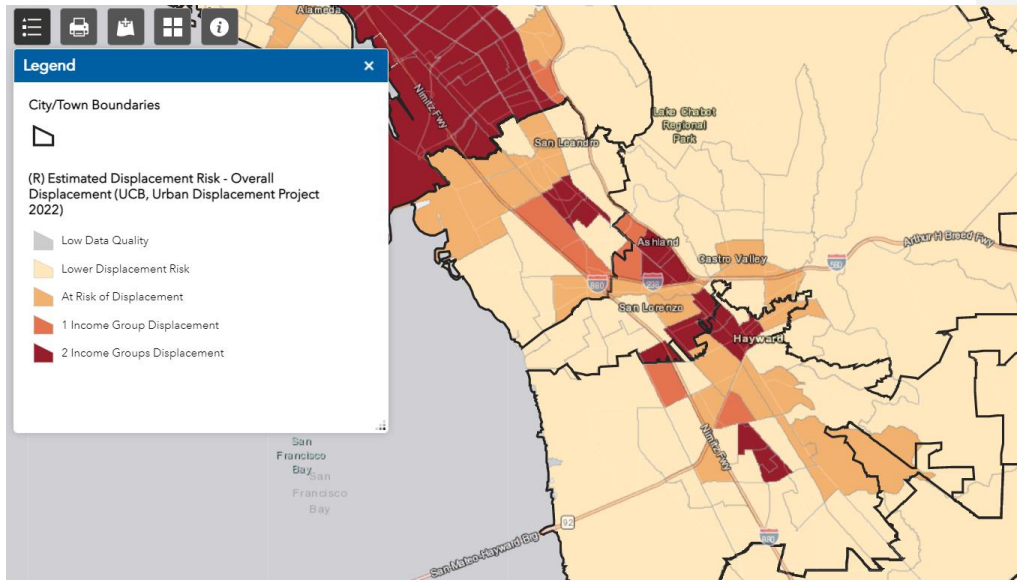 Alameda
Legend
×
City/Town Boundaries
(R) Estimated Displacement Risk - Overall
Displacement (UCB, Urban Displacement Project
2022)
Low Data Quality
Lower Displacement Risk
At Risk of Displacement
1 Income Group Displacement
2 Income Groups Displacement
Nimitz Fwy
Lake Chabot
Regional
Park
San Leandro
Ashland
Castro Valley
Arthur H Breed Fwy
580
880
San Lorenzo
Hayward
Nimitz Fwy
San
Francisco
Bay
San
Francisco
Bay
92
880
San Mateo-Hayward Brg